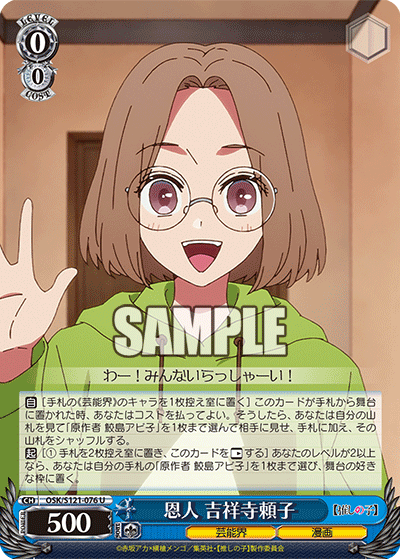 LEVEL
0
0
COST
SAMPLE
わー！みんないらっしゃーい！
自 [手札の《芸能界》のキャラを1枚控え室に置く] このカードが手札から舞台
に置かれた時、あなたはコストを払ってよい。そうしたら、あなたは自分の山
札を見て「原作者 鮫島アビ子」を1枚まで選んで相手に見せ、手札に加え、その
山札をシャッフルする。
起 [① 手札を2枚控え室に置き、このカードを する] あなたのレベルが2以上
なら、あなたは自分の手札の「原作者 鮫島アビ子」を1枚まで選び、舞台の好き
な枠に置く。
CH OSK/S121-076 U
500
恩人 吉祥寺頼子
【推しの子】
芸能界
漫画
©赤坂アカ×横槍メンゴ／集英社・【推しの子】製作委員会